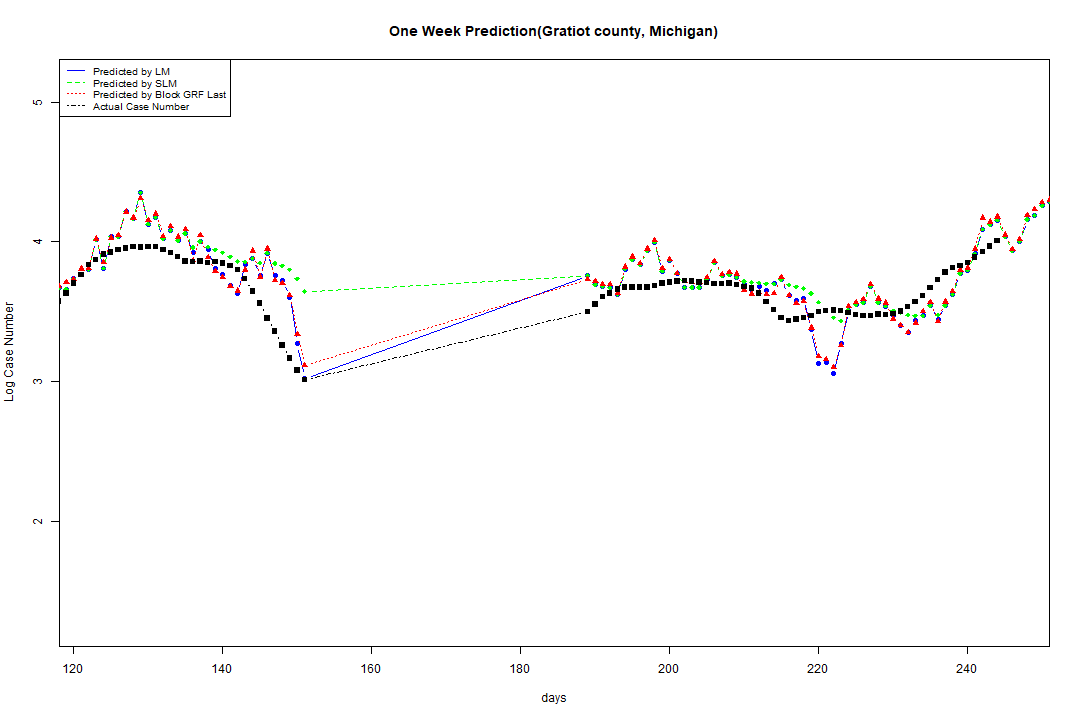 One Week Prediction(Gratiot county, Michigan)
Predicted by LM
Predicted by SLM
Predicted by Block GRF Last
Actual Case Number
5
4
3
2
Log Case Number
120 140 160 180 200 220 240
days